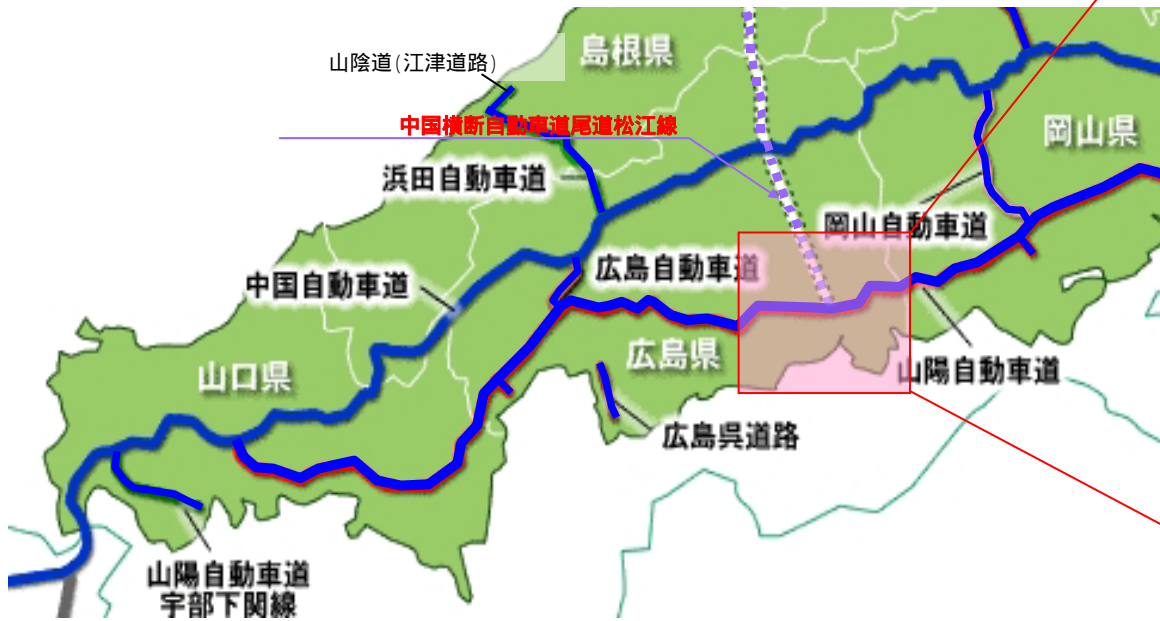 島根県
山陰道(江津道路)
中国横断自動車道尾道松江線
岡山県
浜田自動車道
岡山自動車道
広島自動車道
中国自動車道
広島県
山口県
山陽自動車道
広島呉道路
山陽自動車道
宇部下関線